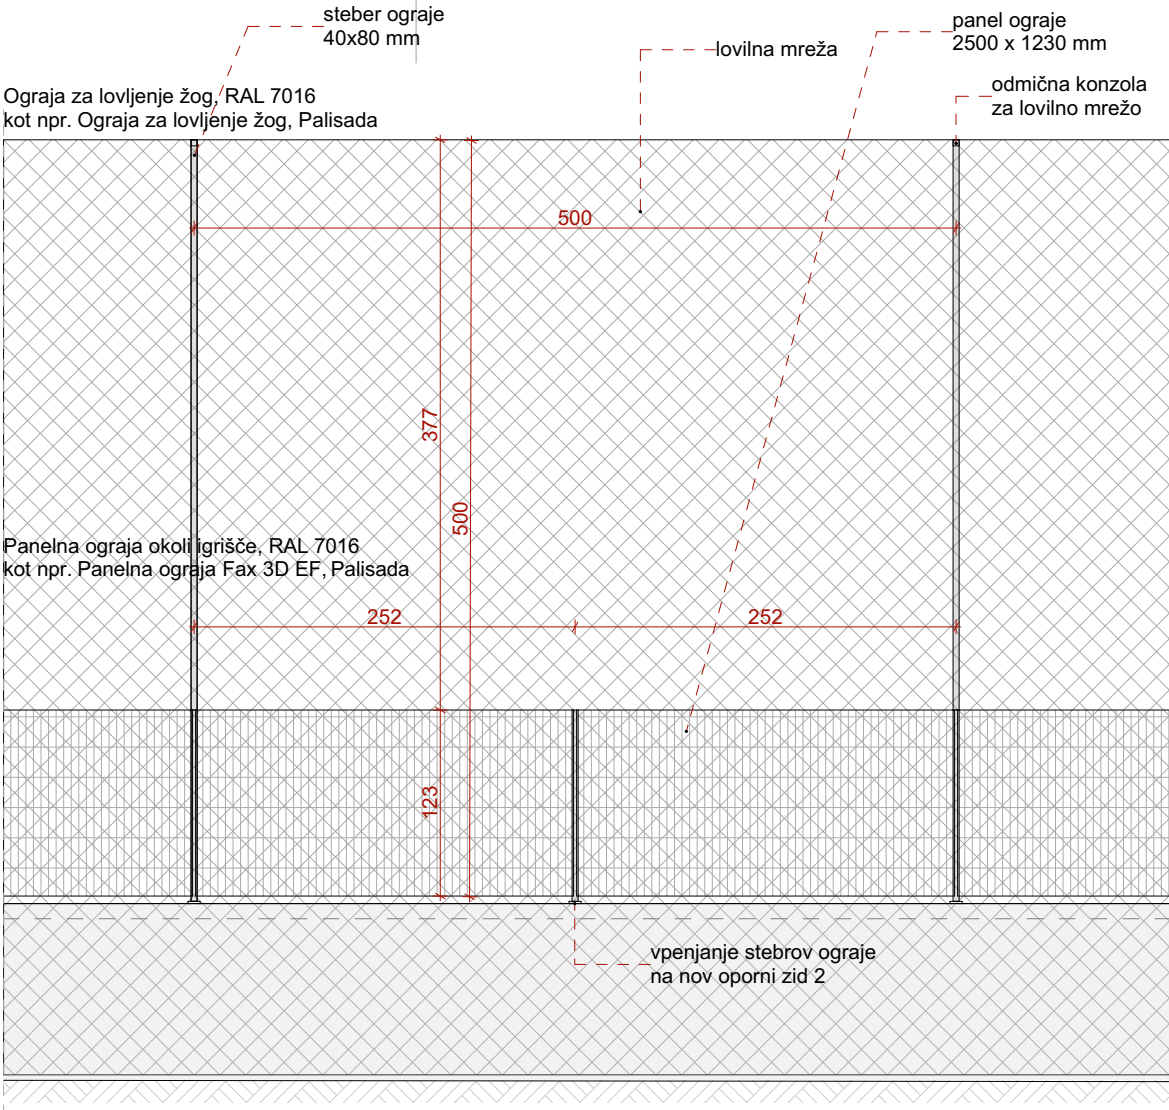 steber ograje
40x80 mm
lovilna mreža
panel ograje
2500 x 1230 mm
odmična konzola
za lovilno mrežo
Ograja za lovljenje žog, RAL 7016
kot npr. Ograja za lovljenje žog, Palisada
500
377
500
Panelna ograja okoli igrišče, RAL 7016
kot npr. Panelna ograja Fax 3D EF, Palisada
252
252
123
vpenjanje stebrov ograje
na nov oporni zid 2